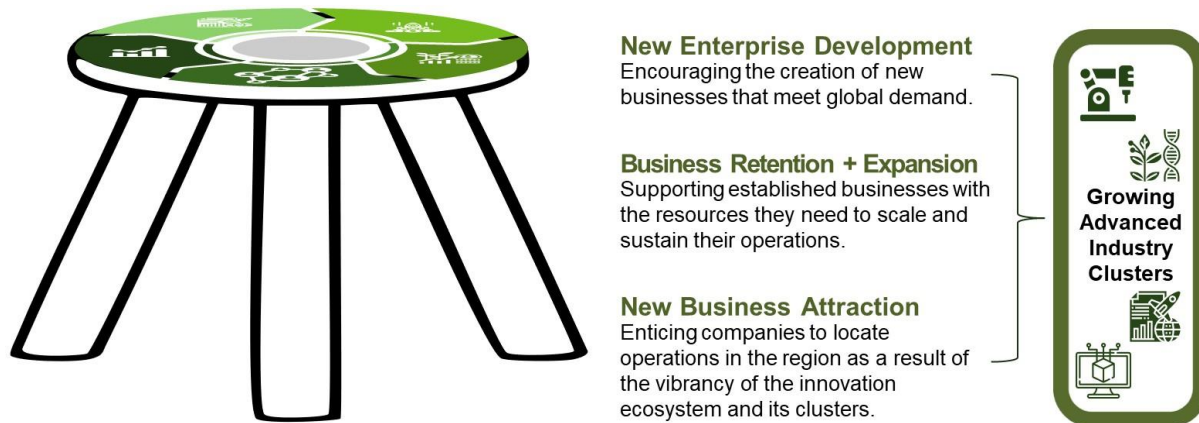 New Enterprise Development
Encouraging the creation of new
businesses that meet global demand.
Business Retention + Expansion
Supporting established businesses with
the resources they need to scale and
sustain their operations.
New Business Attraction
Enticing companies to locate
operations in the region as a result of
the vibrancy of the innovation
ecosystem and its clusters.
Growing
Advanced
Industry
Clusters